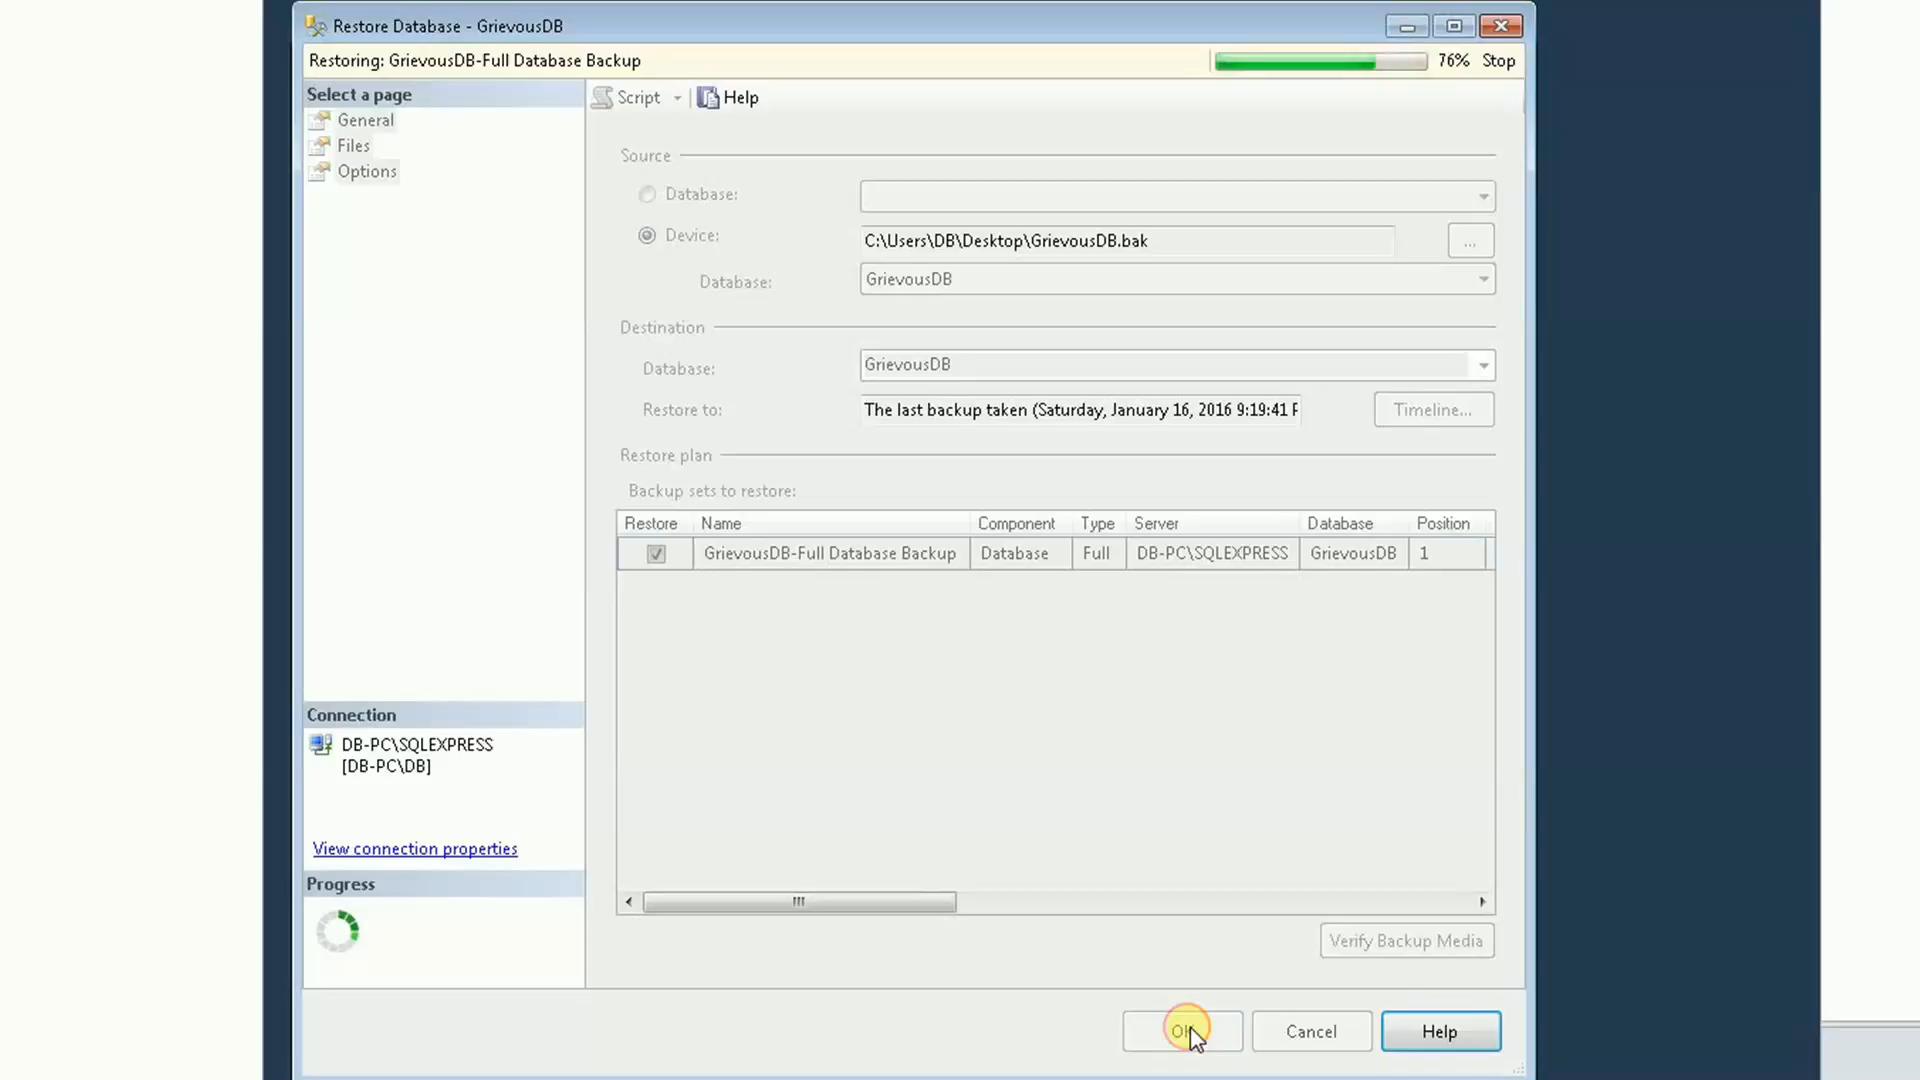 Restore Database - GrievousDB
Restoring: GrievousDB-Full Database Backup
76% Stop
Select a page
General
Files
Options
Script
Help
Source
Database:
Device:
C:\Users\DB\Desktop\GrievousDB.bak
...
Database:
GrievousDB
Destination
Database:
GrievousDB
Restore to:
The last backup taken (Saturday, January 16, 2016 9:19:41 P
Timeline...
Restore plan
Backup sets to restore:
Restore Name Component Type Server Database Position
GrievousDB-Full Database Backup Database Full DB-PC\SQLEXPRESS GrievousDB 1
Connection
DB-PC\SQLEXPRESS
[DB-PC\DB]
View connection properties
Progress
Verify Backup Media
OK
Cancel
Help